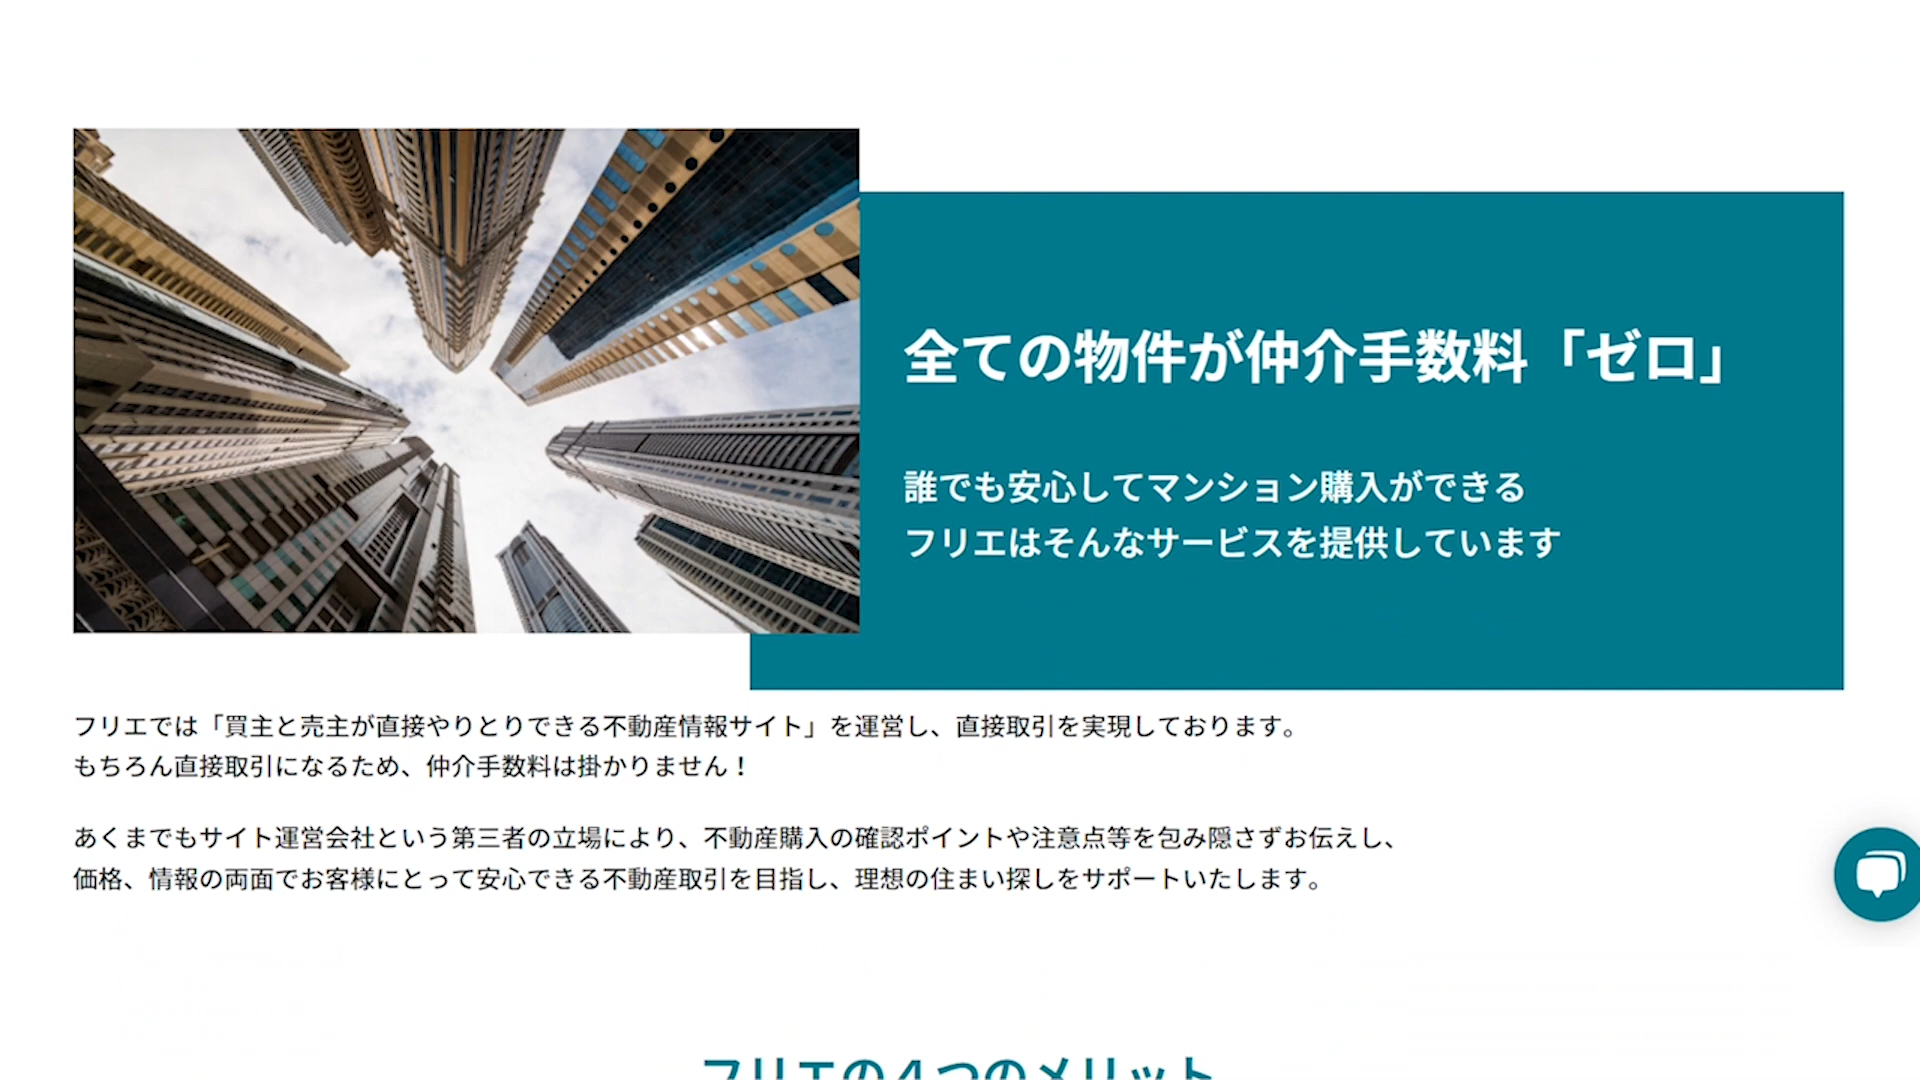 全ての物件が仲介手数料「ゼロ」
誰でも安心してマンション購入ができる
フリエはそんなサービスを提供しています
フリエでは「買主と売主が直接やりとりできる不動産情報サイト」を運営し、直接取引を実現しております。
もちろん直接取引になるため、仲介手数料は掛かりません！
あくまでもサイト運営会社という第三者の立場により、不動産購入の確認ポイントや注意点等を包み隠さずお伝えし、
価格、情報の両面でお客様にとって安心できる不動産取引を目指し、理想の住まい探しをサポートいたします。
フリエの4つのメリット